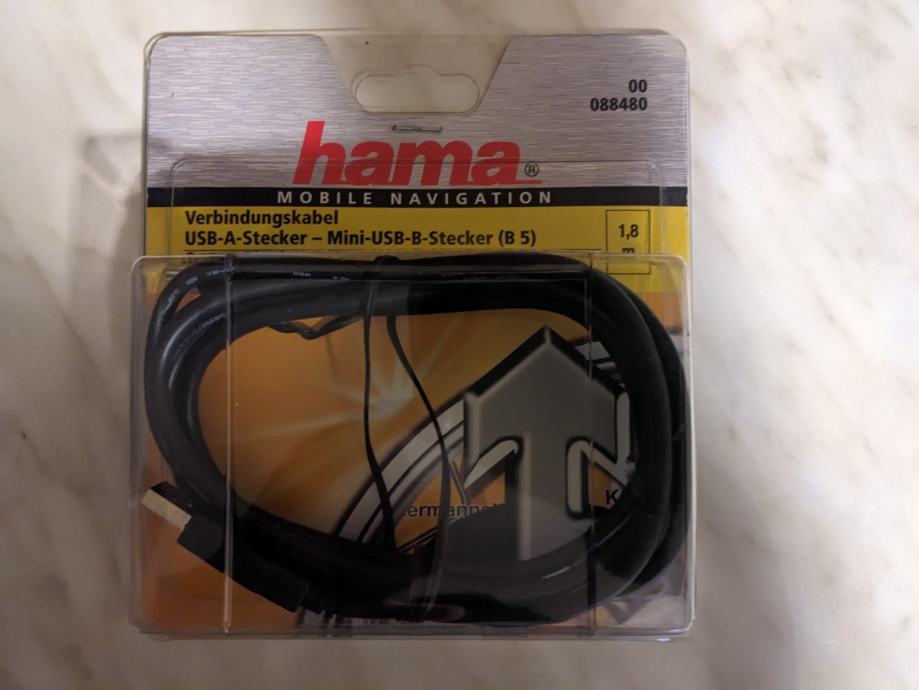 00
088480
hama®
MOBILE NAVIGATION
Verbindungskabel
USB-A-Stecker – Mini-USB-B-Stecker (B 5)
1,8
m